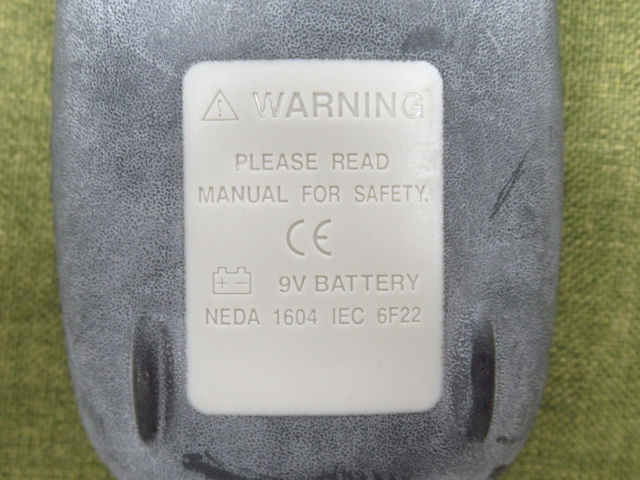 WARNING
PLEASE READ
MANUAL FOR SAFETY.
CE
9V BATTERY
NEDA 1604 IEC 6F22